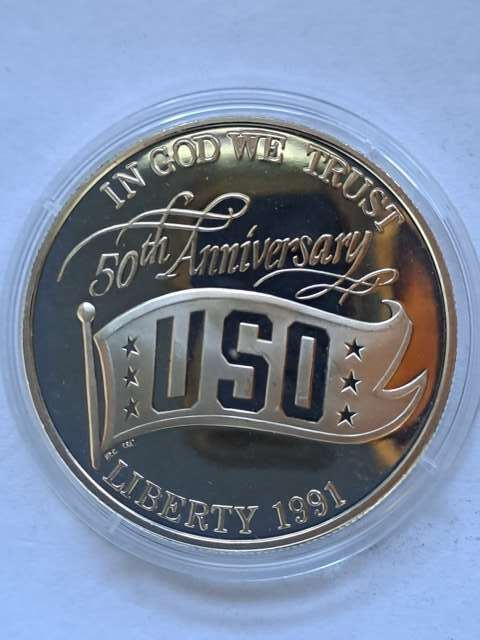 IN GOD WE TRUST
50th Anniversary
USO
LIBERTY 1991